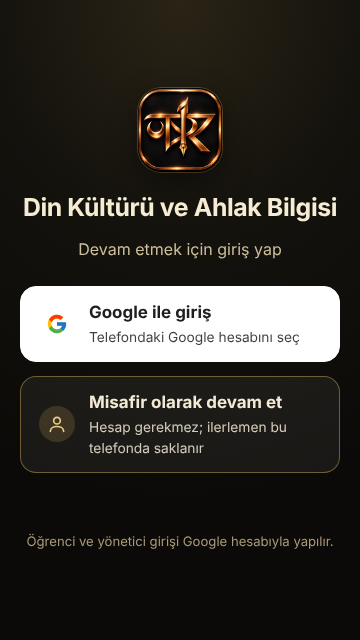 Din Kültürü ve Ahlak Bilgisi
Devam etmek için giriş yap
Google ile giriş
Telefondaki Google hesabını seç
Misafir olarak devam et
Hesap gerekmez; ilerlemen bu
telefonda saklanır
Öğrenci ve yönetici girişi Google hesabıyla yapılır.